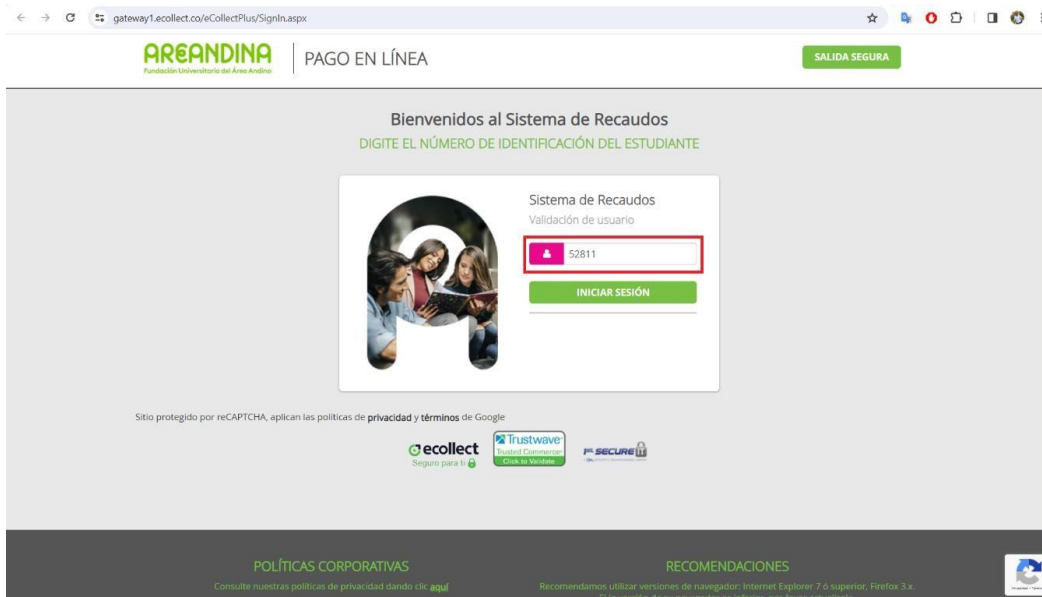 gateway1.ecollect.co/eCollectPlus/SignIn.aspx
AREANDINA
Fundación Universitaria del Área Andina
PAGO EN LÍNEA
SALIDA SEGURA
Bienvenidos al Sistema de Recaudos
DIGITE EL NÚMERO DE IDENTIFICACIÓN DEL ESTUDIANTE
Sistema de Recaudos
Validación de usuario
52811
INICIAR SESIÓN
Sitio protegido por reCAPTCHA, aplican las políticas de privacidad y términos de Google
ecollect
Seguro para ti
Trustwave
Trusted Commerce
Click to Validate
SECURE IT
POLÍTICAS CORPORATIVAS
Consulte nuestras políticas de privacidad dando clic aquí
RECOMENDACIONES
Recomendamos utilizar versiones de navegador: Internet Explorer 7 ó superior, Firefox 3.x.